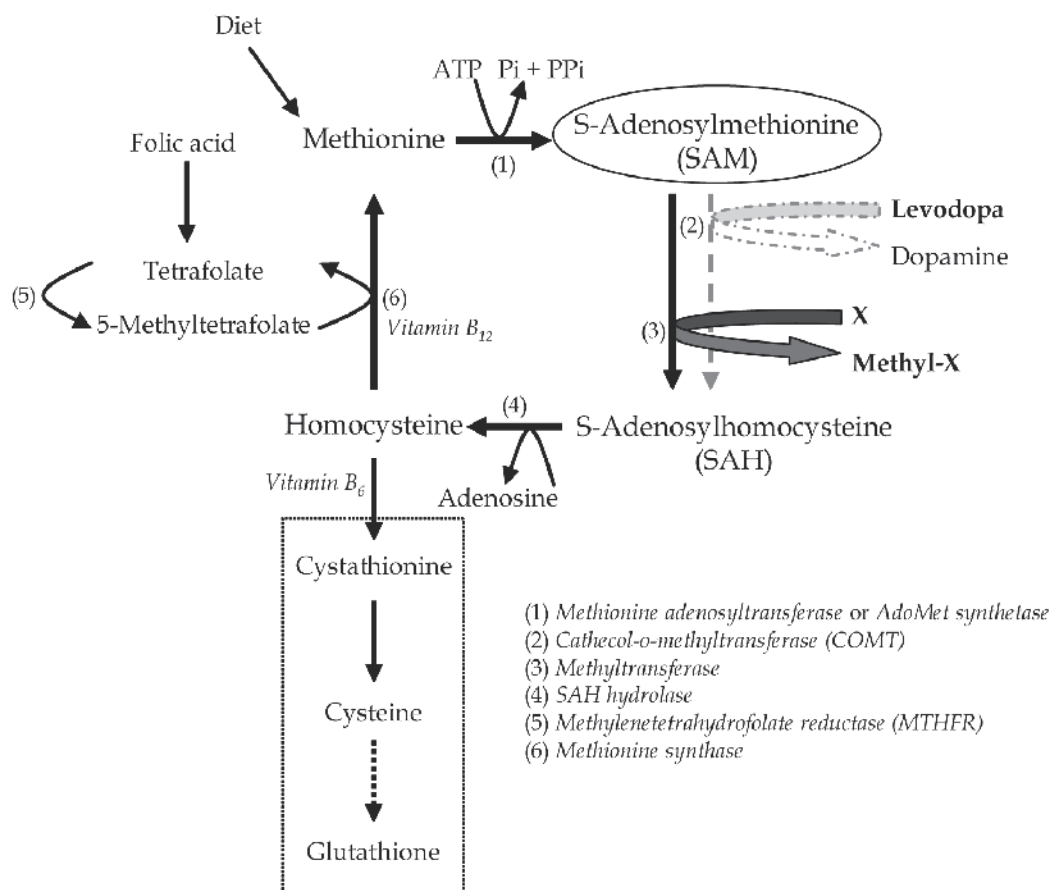 Diet
ATP Pi + PPi
Methionine
(1)
S-Adenosylmethionine
(SAM)
Folic acid
(2)
Levodopa
Dopamine
Tetrafolate
(5)
5-Methyltetrafolate
(6)
Vitamin B12
(3)
X
Methyl-X
Homocysteine
(4)
S-Adenosylhomocysteine
(SAH)
Vitamin B6
Adenosine
Cystathionine
Cysteine
Glutathione
(1) Methionine adenosyltransferase or AdoMet synthetase
(2) Cathecol-o-methyltransferase (COMT)
(3) Methyltransferase
(4) SAH hydrolase
(5) Methylenetetrahydrofolate reductase (MTHFR)
(6) Methionine synthase